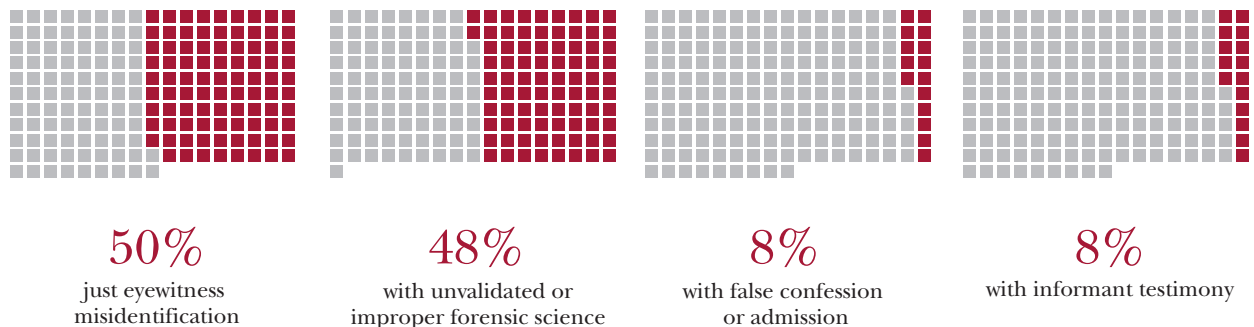 50%
just eyewitness
misidentification
48%
with unvalidated or
improper forensic science
8%
with false confession
or admission
8%
with informant testimony